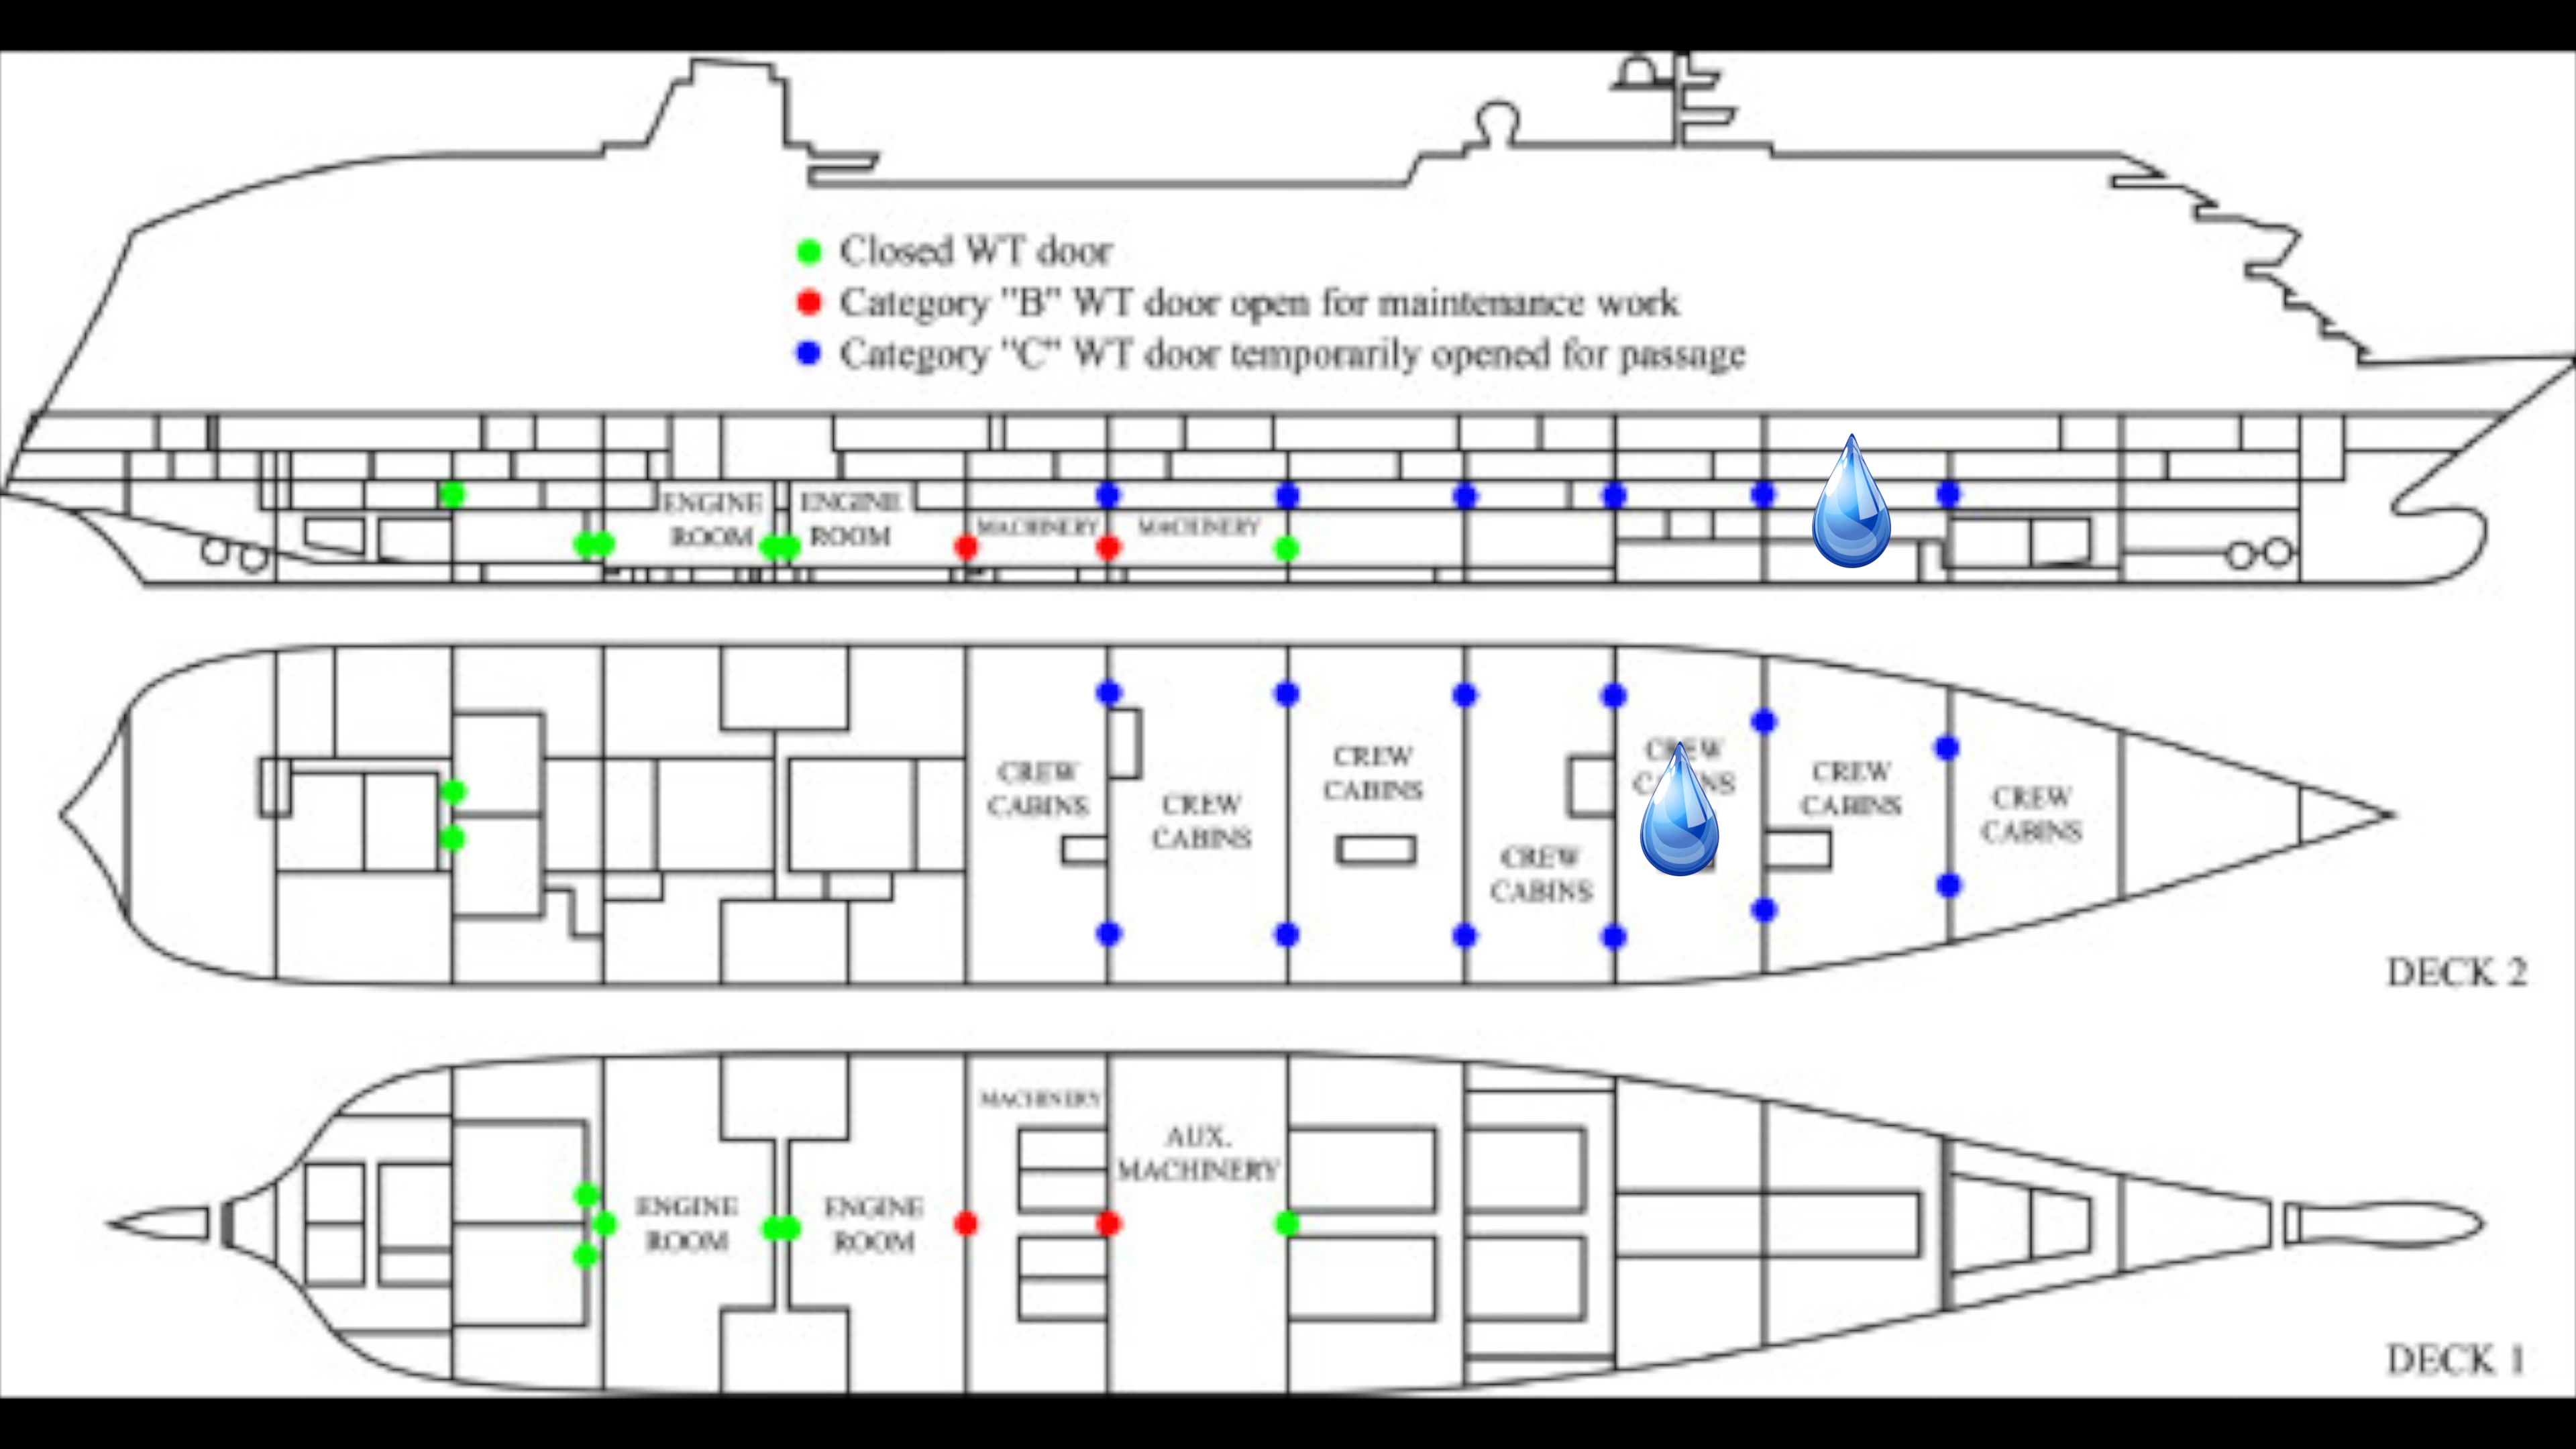 Closed WT door
Category "B" WT door open for maintenance work
Category "C" WT door temporarily opened for passage
ENGINE
ROOM
ENGINE
ROOM
MACHINERY
MACHINERY
CREW
CABINS
CREW
CABINS
CREW
CABINS
CREW
CABINS
CREW
CREW
CABINS
CREW
CABINS
DECK 2
MACHINERY
AUX.
MACHINERY
ENGINE
ROOM
ENGINE
ROOM
DECK 1